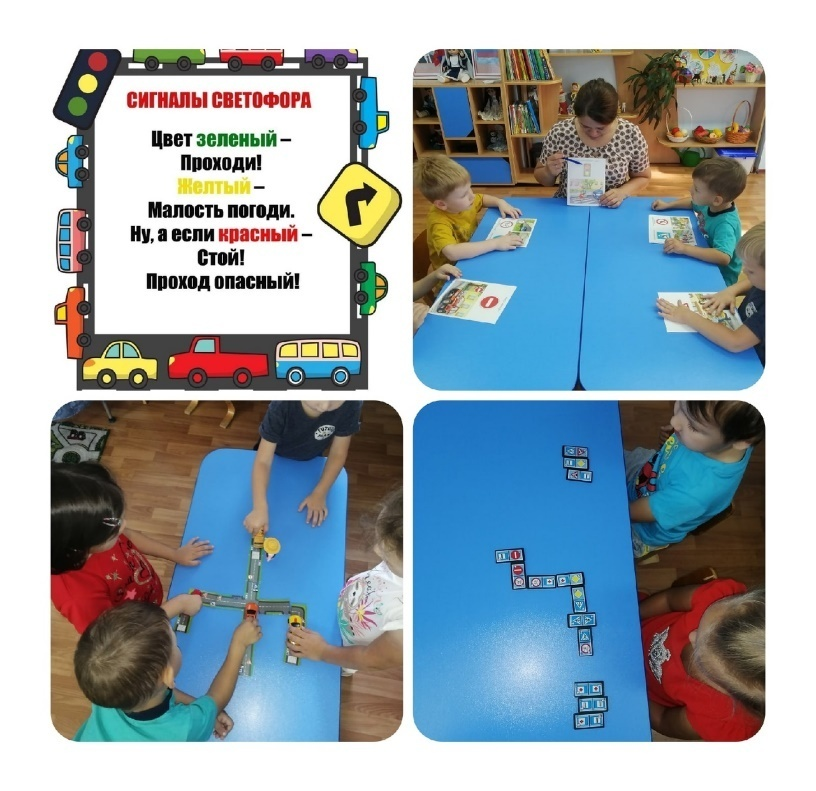 СИГНАЛЫ СВЕТОФОРА
Цвет зеленый –
Проходи!
Желтый –
Малость погоди.
Ну, а если красный –
Стой!
Проход опасный!